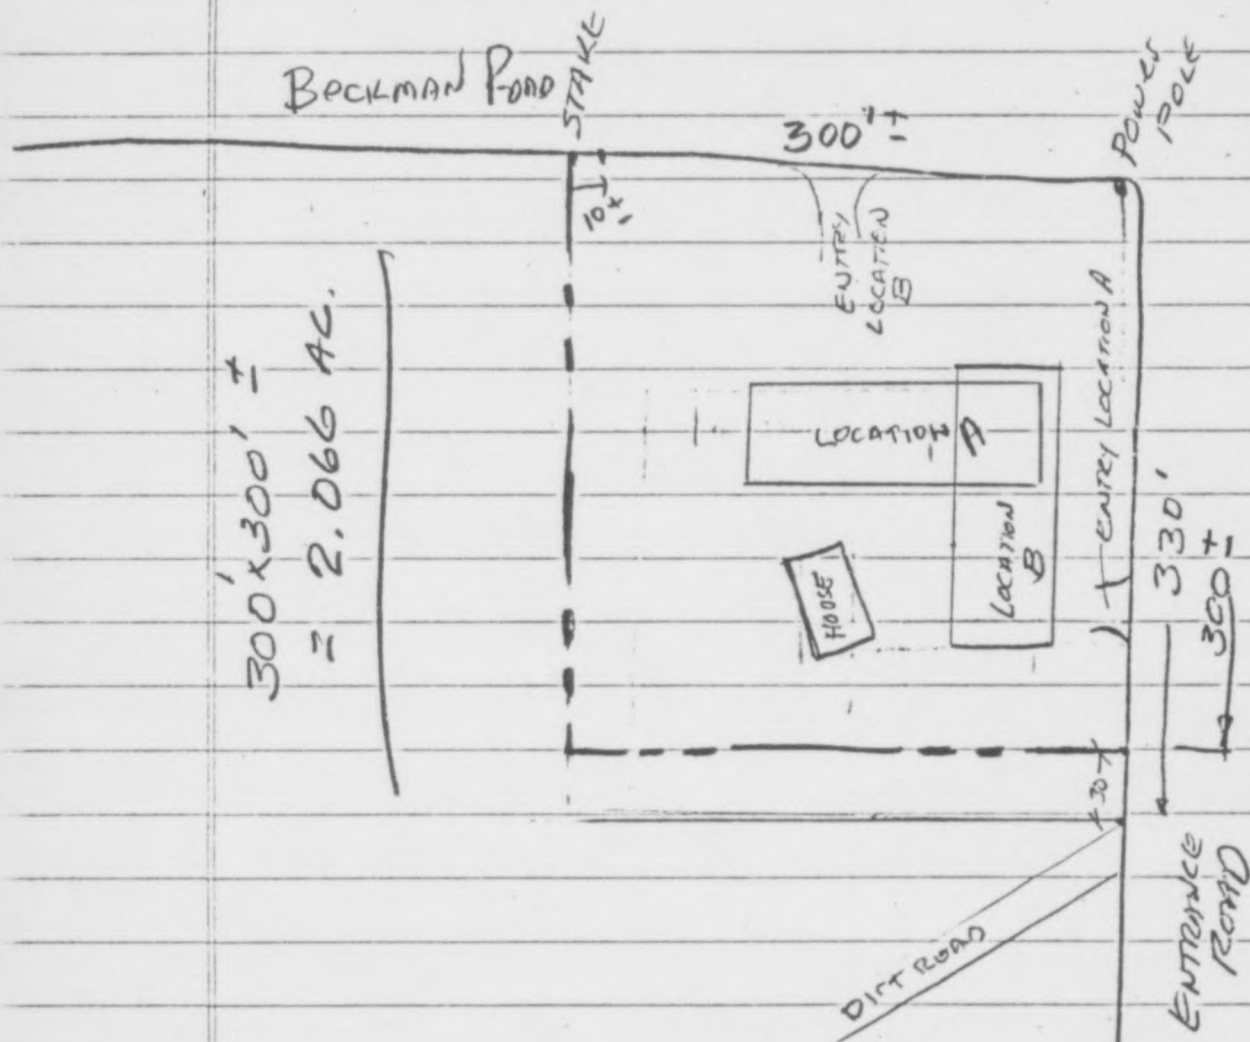 BECKMAN ROAD
STAKE
300'±
POWER
POLE
10±
ENTRY
LOCATION
B
ENTRY LOCATION A
300'x300' ±
= 2.066 AC.
LOCATION A
LOCATION
B
HOUSE
330'
300±
30
DIRT ROAD
ENTRANCE
ROAD